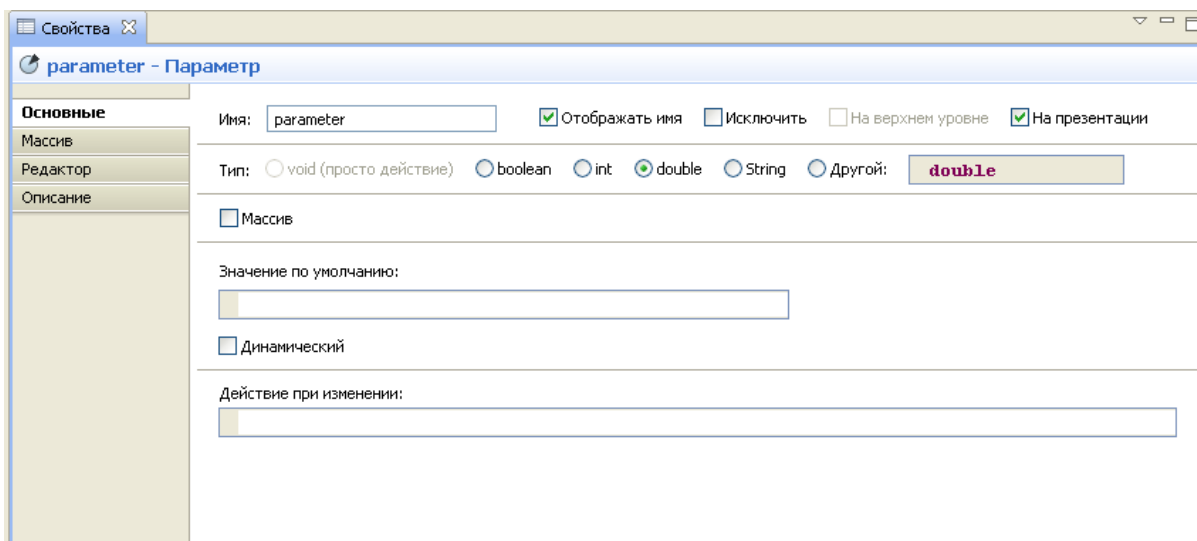 Свойства
parameter - Параметр
Основные
Массив
Редактор
Описание
Имя: parameter Отображать имя Исключить На верхнем уровне На презентации
Тип: void (просто действие) boolean int double String Другой: double
Массив
Значение по умолчанию:
Динамический
Действие при изменении: